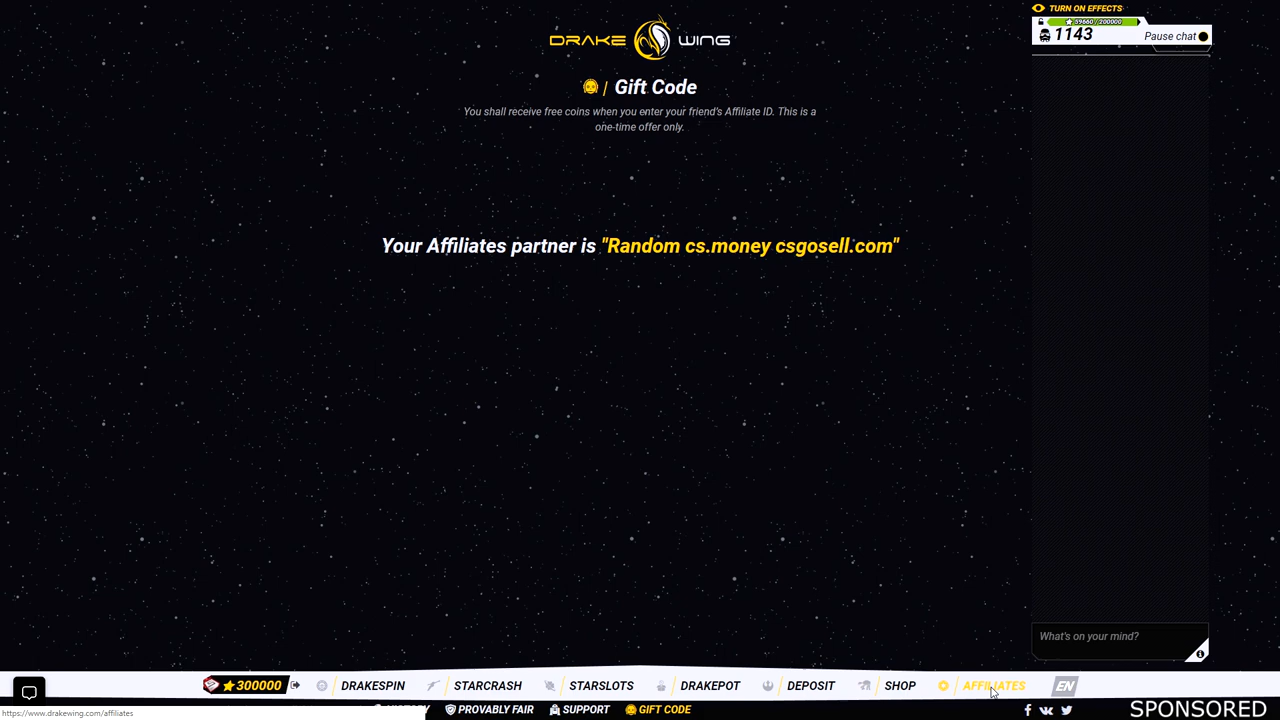 TURN ON EFFECTS
59660 / 200000
1143
Pause chat
DRAKE WING
/ Gift Code
You shall receive free coins when you enter your friend's Affiliate ID. This is a
one-time offer only.
Your Affiliates partner is "Random cs.money csgosell.com"
What's on your mind?
300000
DRAKESPIN
STARCRASH
STARSLOTS
DRAKEPOT
DEPOSIT
SHOP
AFFILIATES
EN
https://www.drakewing.com/affiliates
HISTORY
PROVABLY FAIR
SUPPORT
GIFT CODE
SPONSORED